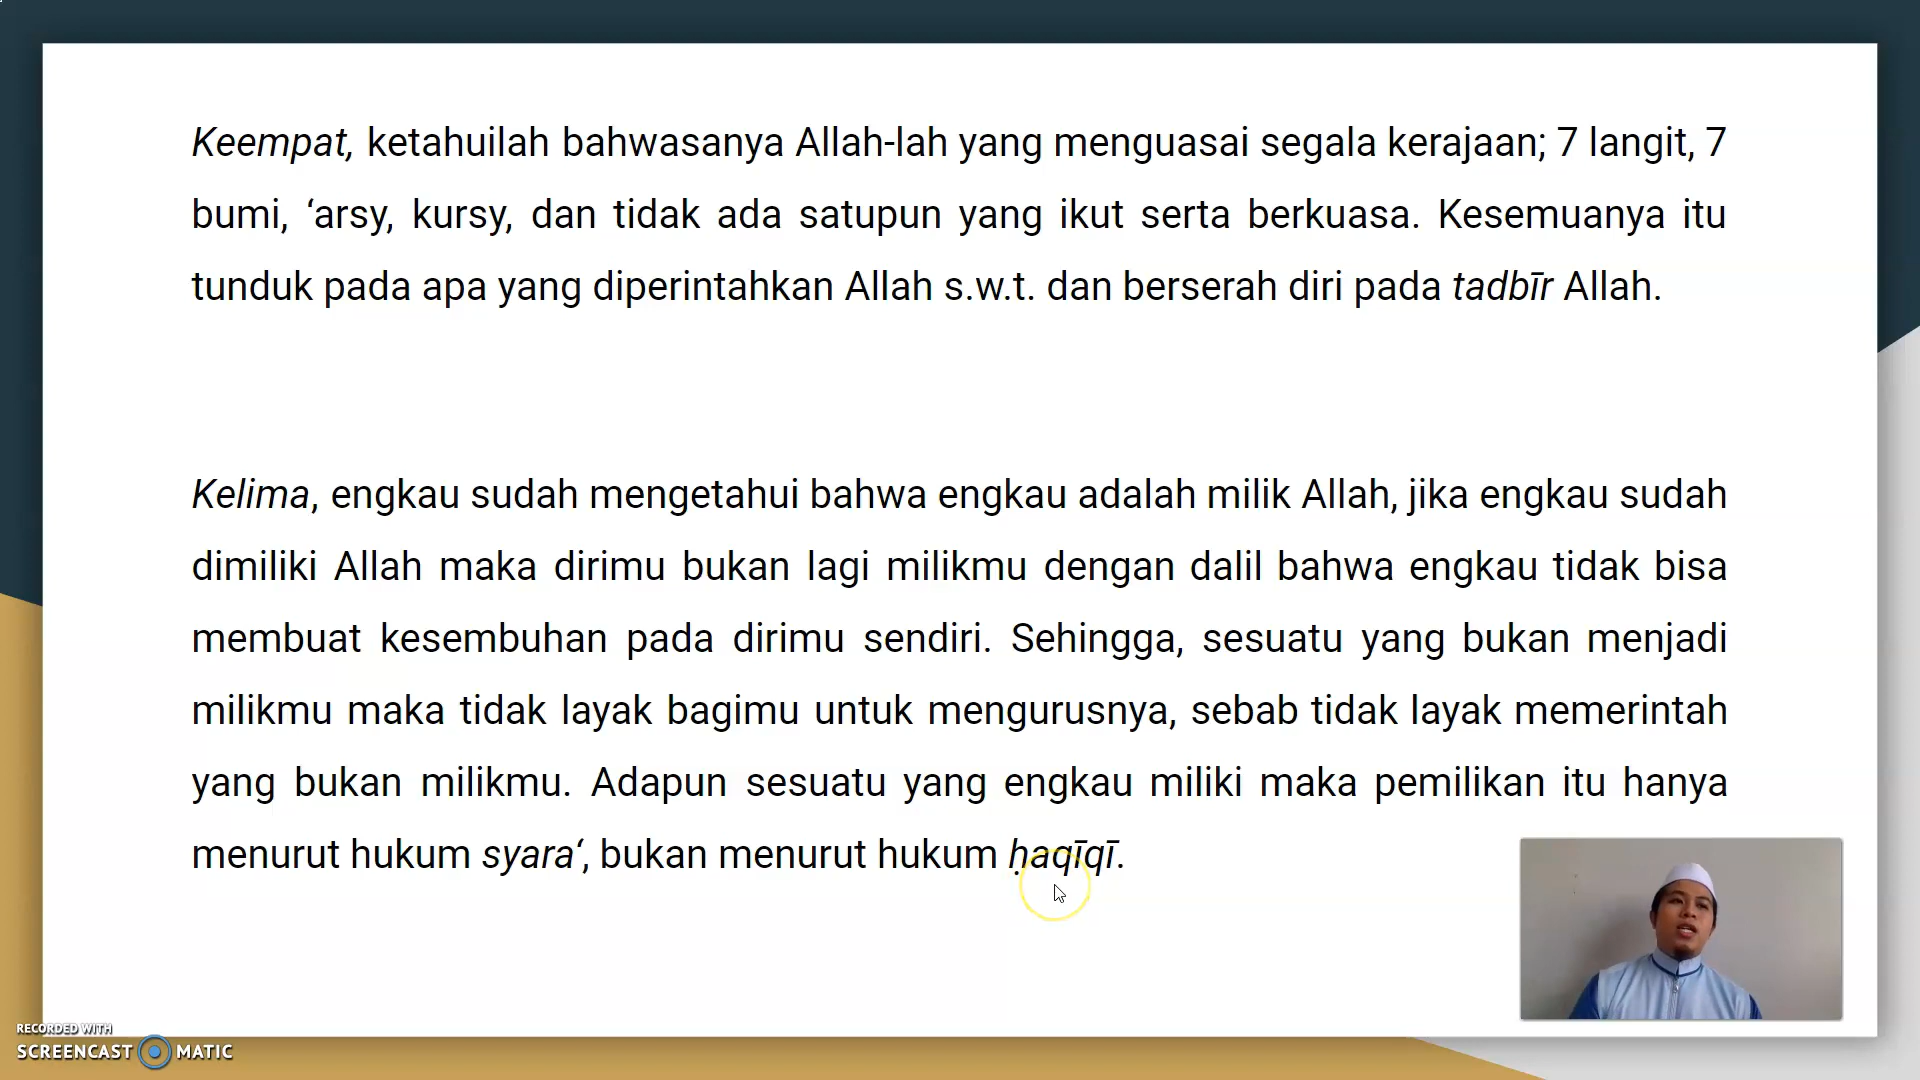 Keempat, ketahuilah bahwasanya Allah-lah yang menguasai segala kerajaan; 7 langit, 7
bumi, ‘arsy, kursy, dan tidak ada satupun yang ikut serta berkuasa. Kesemuanya itu
tunduk pada apa yang diperintahkan Allah s.w.t. dan berserah diri pada tadbīr Allah.
Kelima, engkau sudah mengetahui bahwa engkau adalah milik Allah, jika engkau sudah
dimiliki Allah maka dirimu bukan lagi milikmu dengan dalil bahwa engkau tidak bisa
membuat kesembuhan pada dirimu sendiri. Sehingga, sesuatu yang bukan menjadi
milikmu maka tidak layak bagimu untuk mengurusnya, sebab tidak layak memerintah
yang bukan milikmu. Adapun sesuatu yang engkau miliki maka pemilikan itu hanya
menurut hukum syara‘, bukan menurut hukum ḥaqīqī.
RECORDED WITH
SCREENCAST MATIC